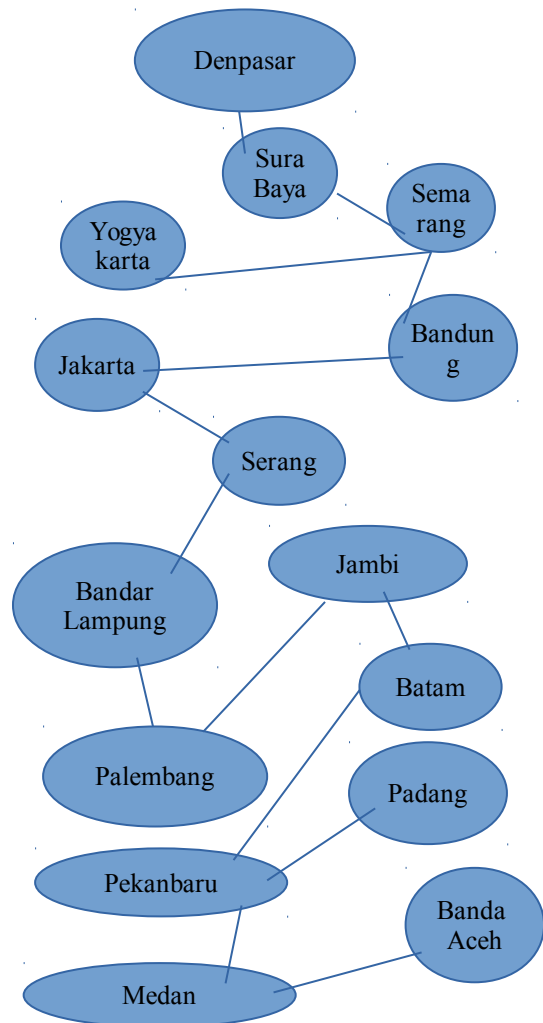 Denpasar
Sura
Baya
Sema
rang
Yogya
karta
Bandun
g
Jakarta
Serang
Jambi
Bandar
Lampung
Batam
Palembang
Padang
Pekanbaru
Banda
Aceh
Medan